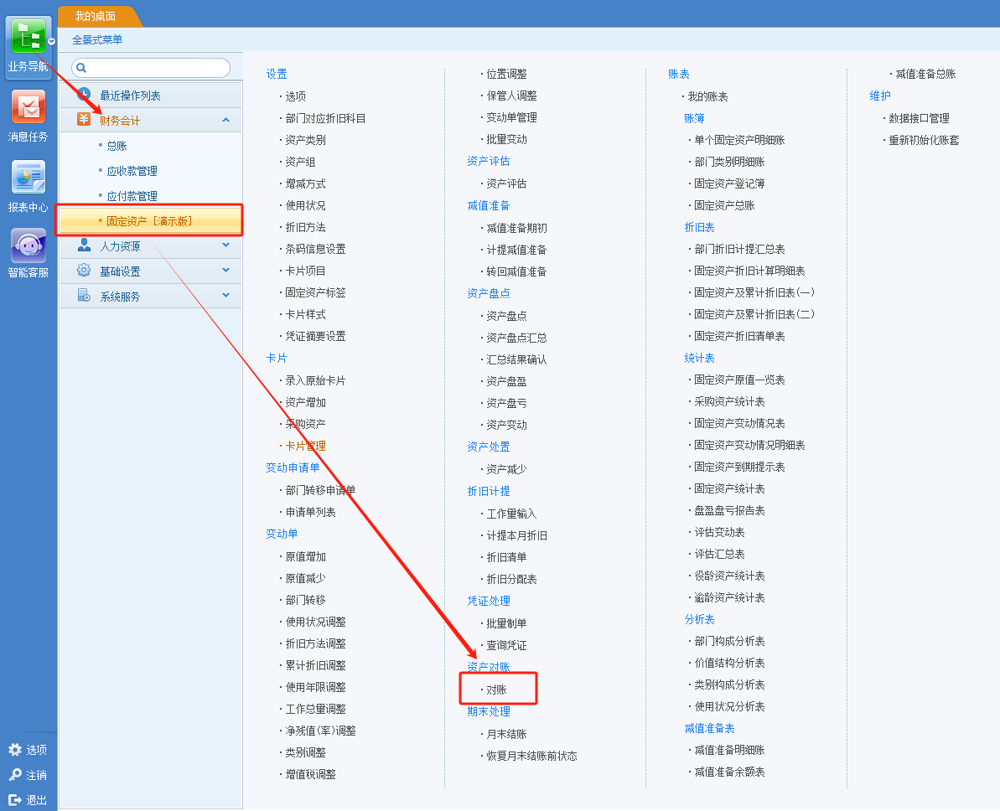 我的桌面
全景式菜单
业务导航
消息任务
报表中心
智能客服
选项
注销
退出
最近操作列表
财务会计
总账
应收款管理
应付款管理
固定资产［演示版］
人力资源
基础设置
系统服务
设置
·选项
·部门对应折旧科目
·资产类别
·资产组
·增减方式
·使用状况
·折旧方法
·条码信息设置
·卡片项目
·固定资产标签
·卡片样式
·凭证摘要设置
卡片
·录入原始卡片
·资产增加
·采购资产
·卡片管理
变动申请单
·部门转移申请单
·申请单列表
变动单
·原值增加
·原值减少
·部门转移
·使用状况调整
·折旧方法调整
·累计折旧调整
·使用年限调整
·工作总量调整
·净残值(率)调整
·类别调整
·增值税调整
·位置调整
·保管人调整
·变动单管理
·批量变动
资产评估
·资产评估
减值准备
·减值准备期初
·计提减值准备
·转回减值准备
资产盘点
·资产盘点
·资产盘点汇总
·汇总结果确认
·资产盘盈
·资产盘亏
·资产变动
资产处置
·资产减少
折旧计提
·工作量输入
·计提本月折旧
·折旧清单
·折旧分配表
凭证处理
·批量制单
·查询凭证
资产对账
·对账
期末处理
·月末结账
·恢复月末结账前状态
账表
·我的账表
账簿
·单个固定资产明细账
·部门类别明细账
·固定资产登记簿
·固定资产总账
折旧表
·部门折旧计提汇总表
·固定资产折旧计算明细表
·固定资产及累计折旧表(一)
·固定资产及累计折旧表(二)
·固定资产折旧清单表
统计表
·固定资产原值一览表
·采购资产统计表
·固定资产变动情况表
·固定资产变动情况明细表
·固定资产到期提示表
·固定资产统计表
·盘盈盘亏报告表
·评估变动表
·评估汇总表
·役龄资产统计表
·逾龄资产统计表
分析表
·部门构成分析表
·价值结构分析表
·类别构成分析表
·使用状况分析表
减值准备表
·减值准备明细账
·减值准备余额表
·减值准备总账
维护
·数据接口管理
·重新初始化账套